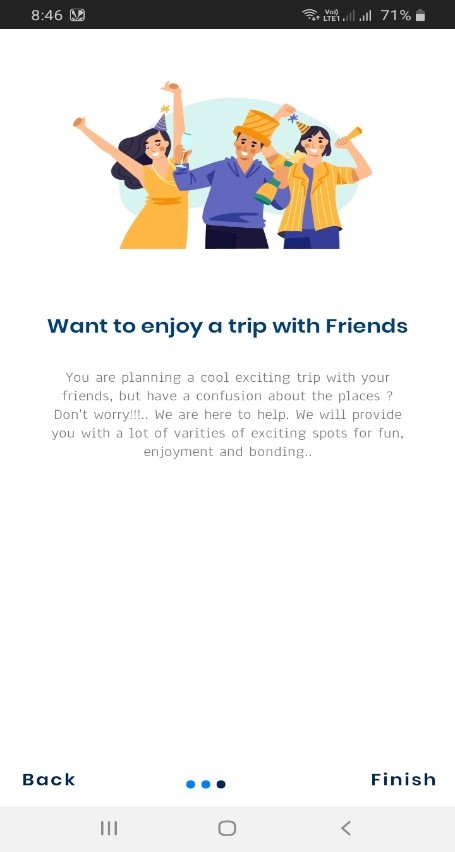 8:46
Vo)) LTE1 71%
Want to enjoy a trip with Friends
You are planning a cool exciting trip with your
friends, but have a confusion about the places ?
Don't worry!!!.. We are here to help. We will provide
you with a lot of varities of exciting spots for fun,
enjoyment and bonding..
Back
Finish